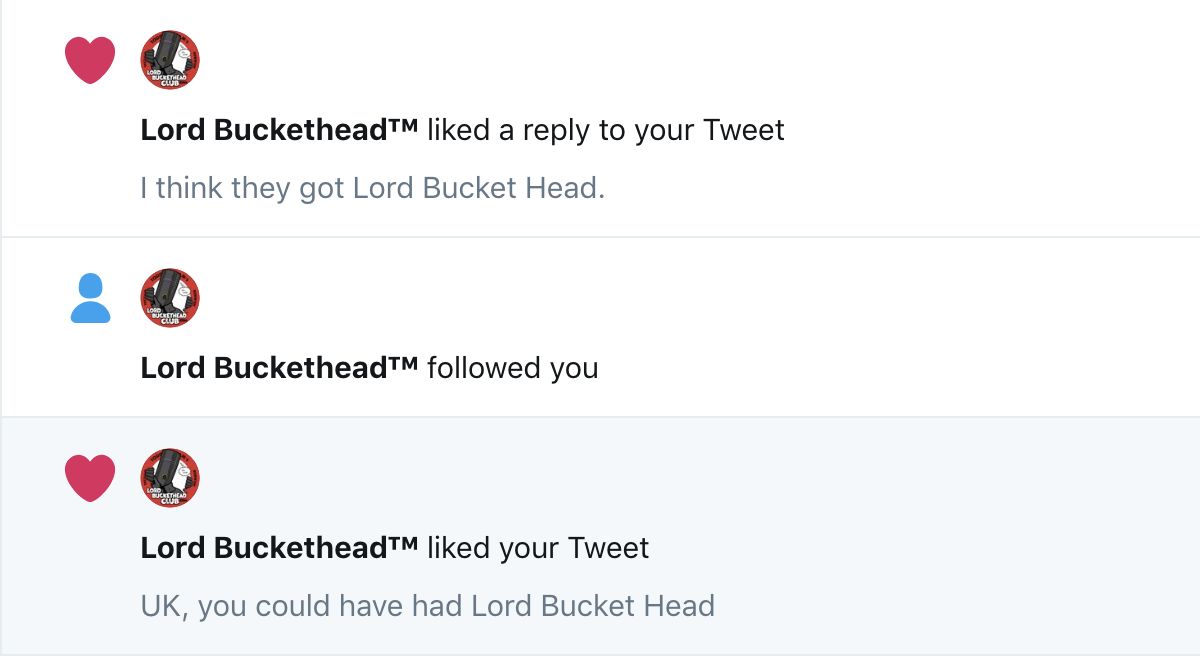 LORD
BUCKETHEAD
CLUB
Lord Buckethead™ liked a reply to your Tweet
I think they got Lord Bucket Head.
LORD
BUCKETHEAD
CLUB
Lord Buckethead™ followed you
LORD
BUCKETHEAD
CLUB
Lord Buckethead™ liked your Tweet
UK, you could have had Lord Bucket Head